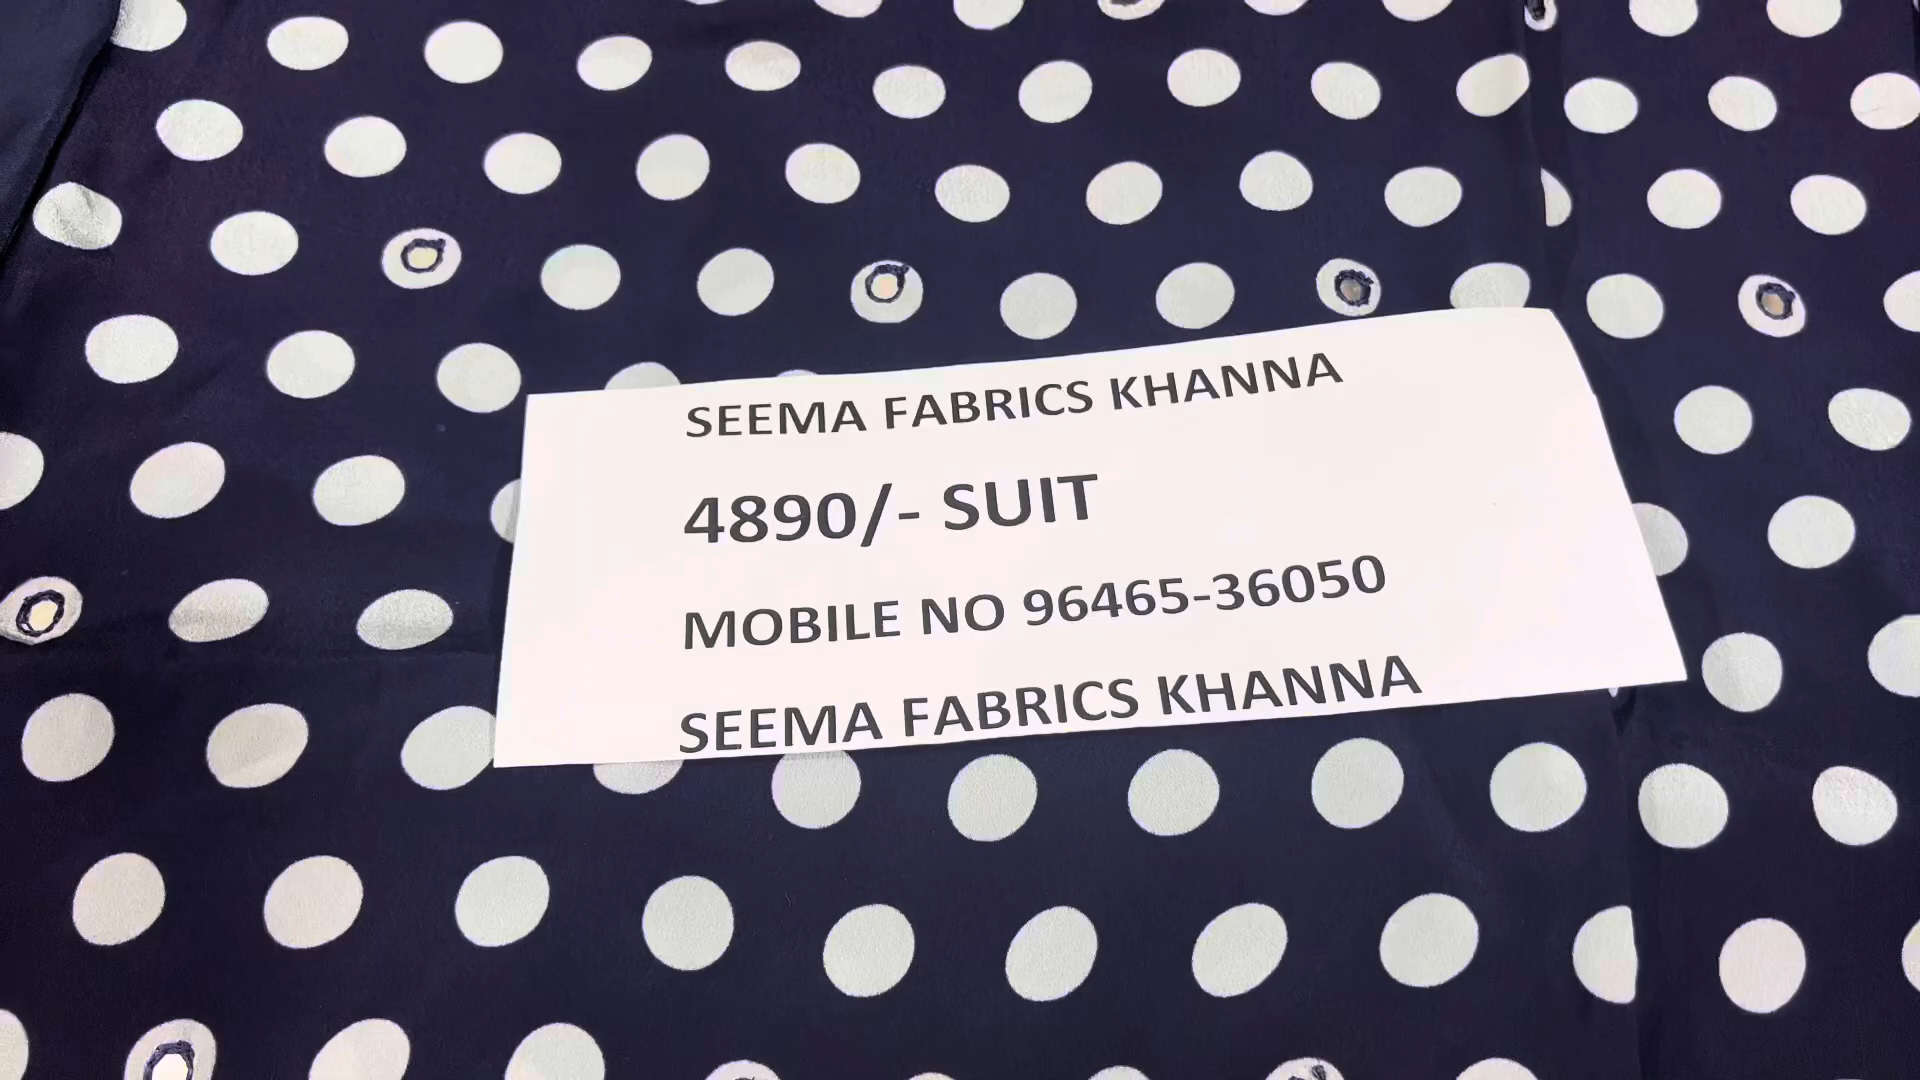 SEEMA FABRICS KHANNA
4890/- SUIT
MOBILE NO 96465-36050
SEEMA FABRICS KHANNA